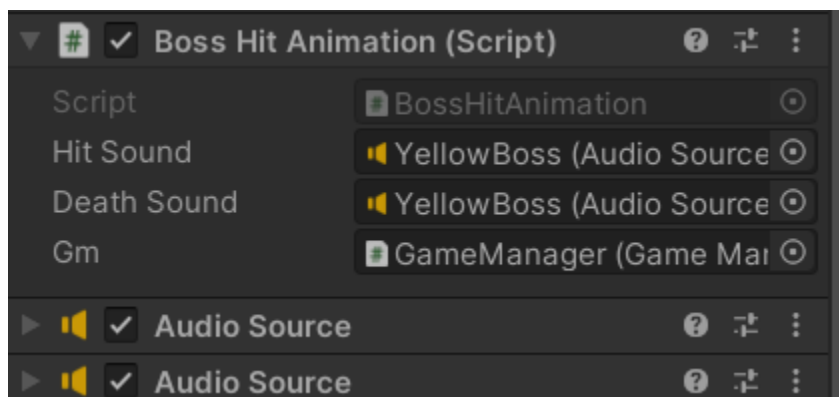 Boss Hit Animation (Script)
Script BossHitAnimation
Hit Sound YellowBoss (Audio Source
Death Sound YellowBoss (Audio Source
Gm GameManager (Game Mar
Audio Source
Audio Source